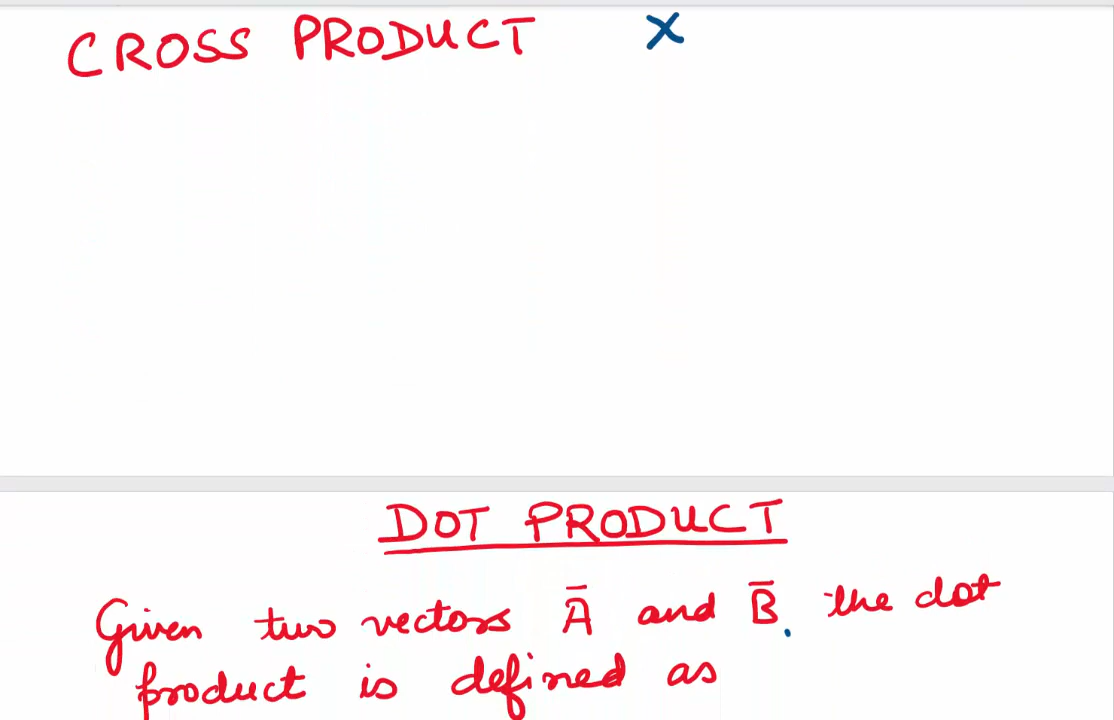 CROSS PRODUCT X
DOT PRODUCT
Given two vectors A̅ and B̅. the dot
product is defined as